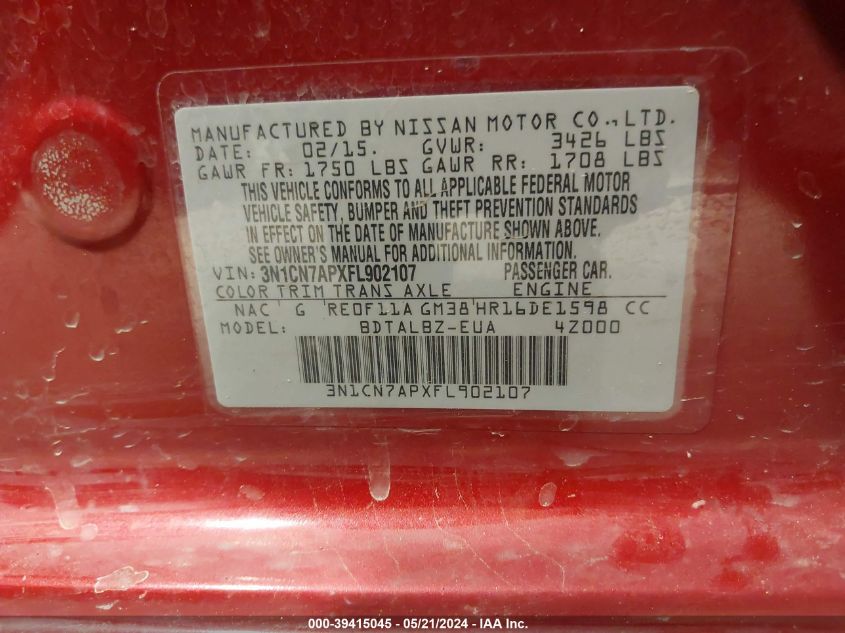 MANUFACTURED BY NISSAN MOTOR CO., LTD.
DATE: 02/15. GVWR: 3426 LBS
GAWR FR: 1750 LBS GAWR RR: 1708 LBS
THIS VEHICLE CONFORMS TO ALL APPLICABLE FEDERAL MOTOR
VEHICLE SAFETY, BUMPER AND THEFT PREVENTION STANDARDS
IN EFFECT ON THE DATE OF MANUFACTURE SHOWN ABOVE.
SEE OWNER'S MANUAL FOR ADDITIONAL INFORMATION.
VIN: 3N1CN7APXFL902107 PASSENGER CAR.
COLOR TRIM TRANS AXLE ENGINE
NAC G RE0F11A GM38 HR16DE1598 CC
MODEL: BDTALBZ-EUA 4Z000
3N1CN7APXFL902107
000-39415045 - 05/21/2024 - IAA Inc.